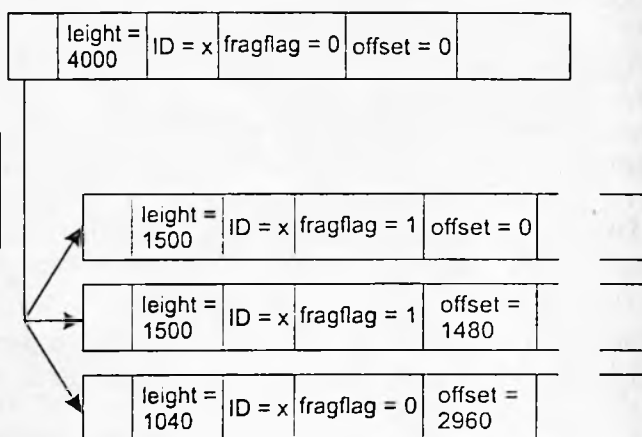 leight =
4000
ID = x
fragflag = 0
offset = 0
leight =
1500
ID = x
fragflag = 1
offset = 0
leight =
1500
ID = x
fragflag = 1
offset =
1480
leight =
1040
ID = x
fragflag = 0
offset =
2960